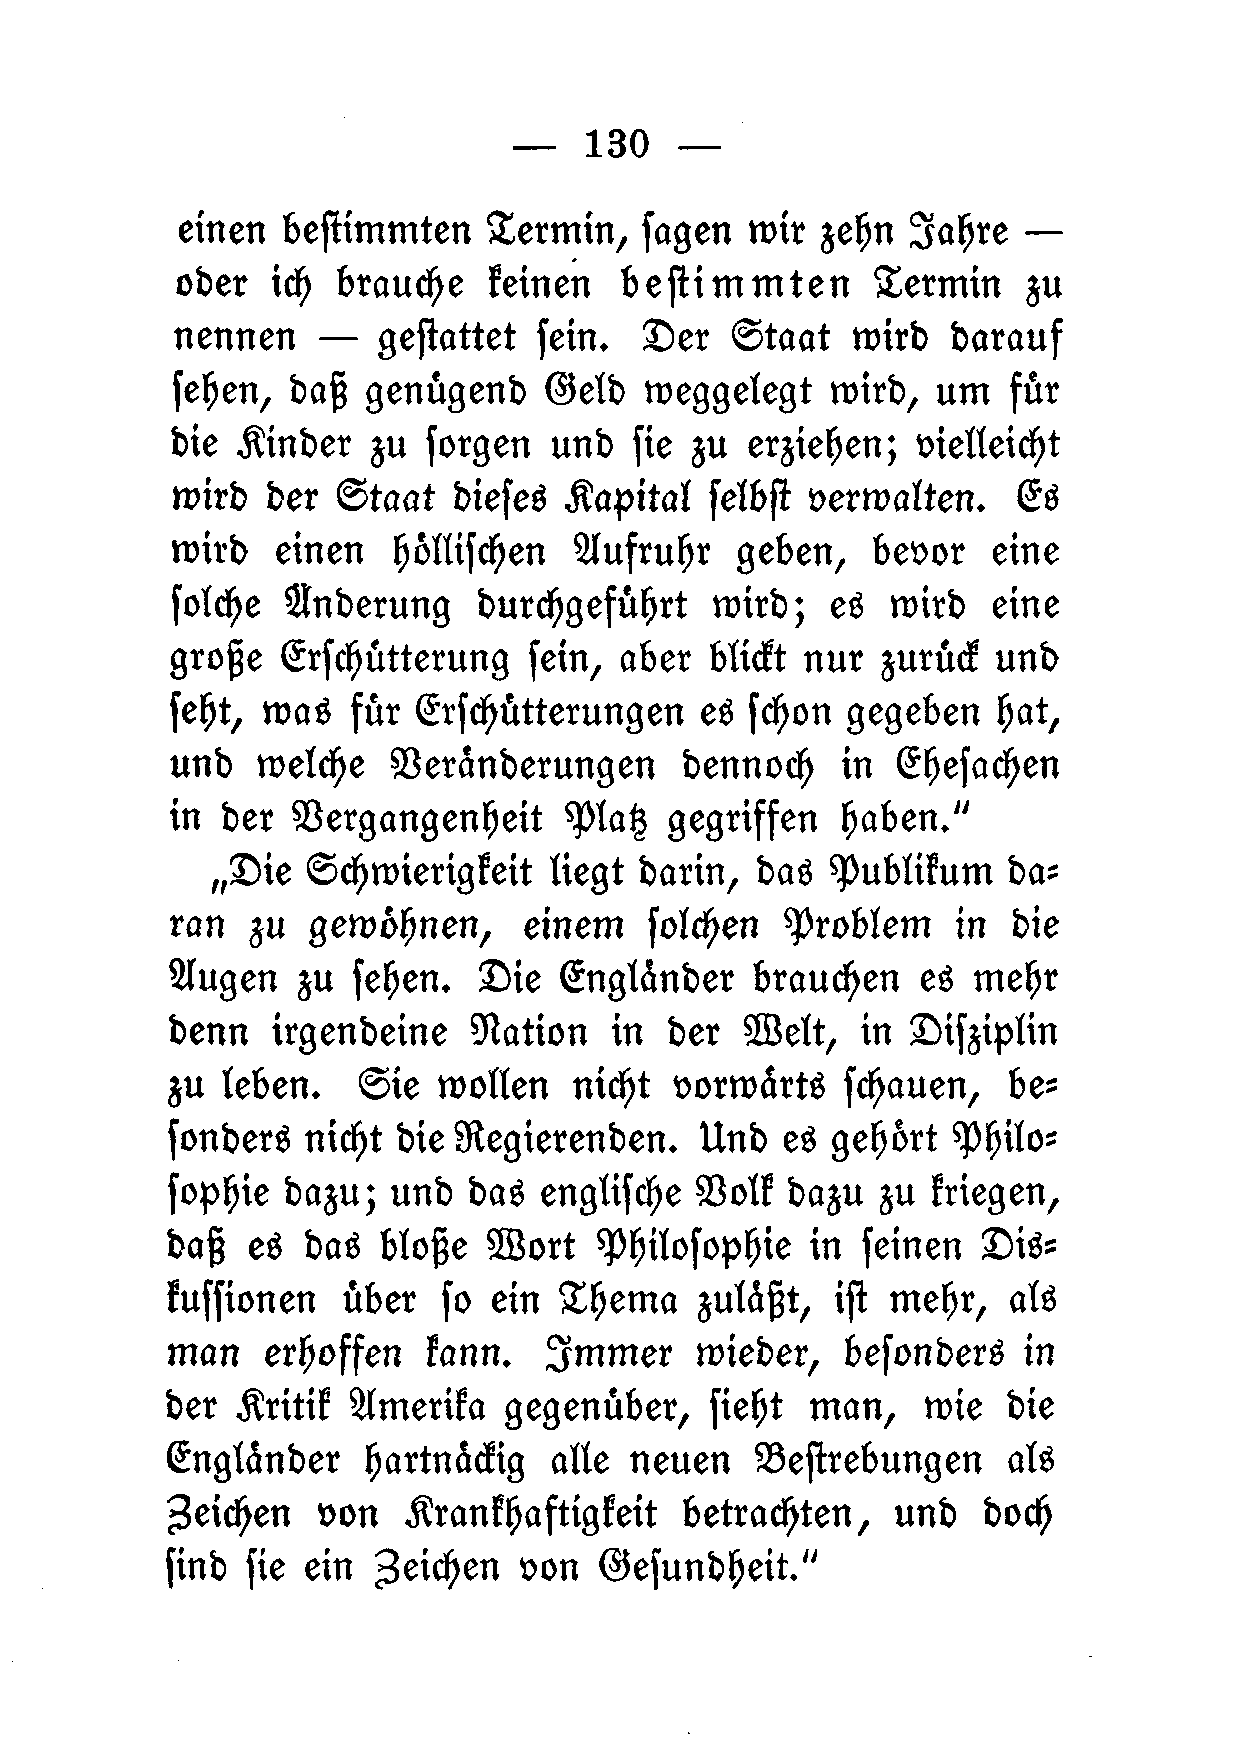 — 130 —
einen bestimmten Termin, sagen wir zehn Jahre —
oder ich brauche keinen bestimmten Termin zu
nennen — gestattet sein. Der Staat wird darauf
sehen, daß genügend Geld weggelegt wird, um für
die Kinder zu sorgen und sie zu erziehen; vielleicht
wird der Staat dieses Kapital selbst verwalten. Es
wird einen höllischen Aufruhr geben, bevor eine
solche Änderung durchgeführt wird; es wird eine
große Erschütterung sein, aber blickt nur zurück und
seht, was für Erschütterungen es schon gegeben hat,
und welche Veränderungen dennoch in Ehesachen
in der Vergangenheit Platz gegriffen haben."
„Die Schwierigkeit liegt darin, das Publikum da-
ran zu gewöhnen, einem solchen Problem in die
Augen zu sehen. Die Engländer brauchen es mehr
denn irgendeine Nation in der Welt, in Disziplin
zu leben. Sie wollen nicht vorwärts schauen, be-
sonders nicht die Regierenden. Und es gehört Philo-
sophie dazu; und das englische Volk dazu zu kriegen,
daß es das bloße Wort Philosophie in seinen Dis-
kussionen über so ein Thema zuläßt, ist mehr, als
man erhoffen kann. Immer wieder, besonders in
der Kritik Amerika gegenüber, sieht man, wie die
Engländer hartnäckig alle neuen Bestrebungen als
Zeichen von Krankhaftigkeit betrachten, und doch
sind sie ein Zeichen von Gesundheit."